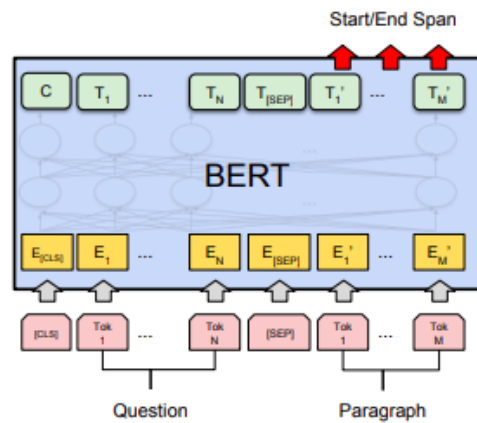 Start/End Span
C T1 ... TN T[SEP] T1' ... TM'
...
BERT
...
E[CLS] E1 ... EN E[SEP] E1' ... EM'
[CLS] Tok 1 ... Tok N [SEP] Tok 1 ... Tok M
Question Paragraph